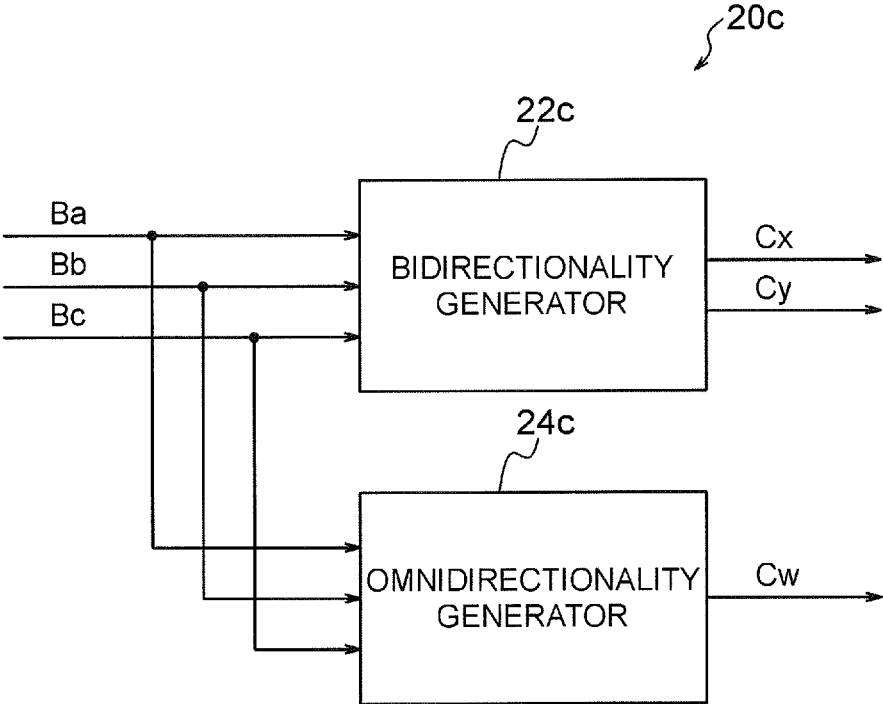 20c
22c
Ba
Bb
Bc
BIDIRECTIONALITY
GENERATOR
Cx
Cy
24c
OMNIDIRECTIONALITY
GENERATOR
Cw